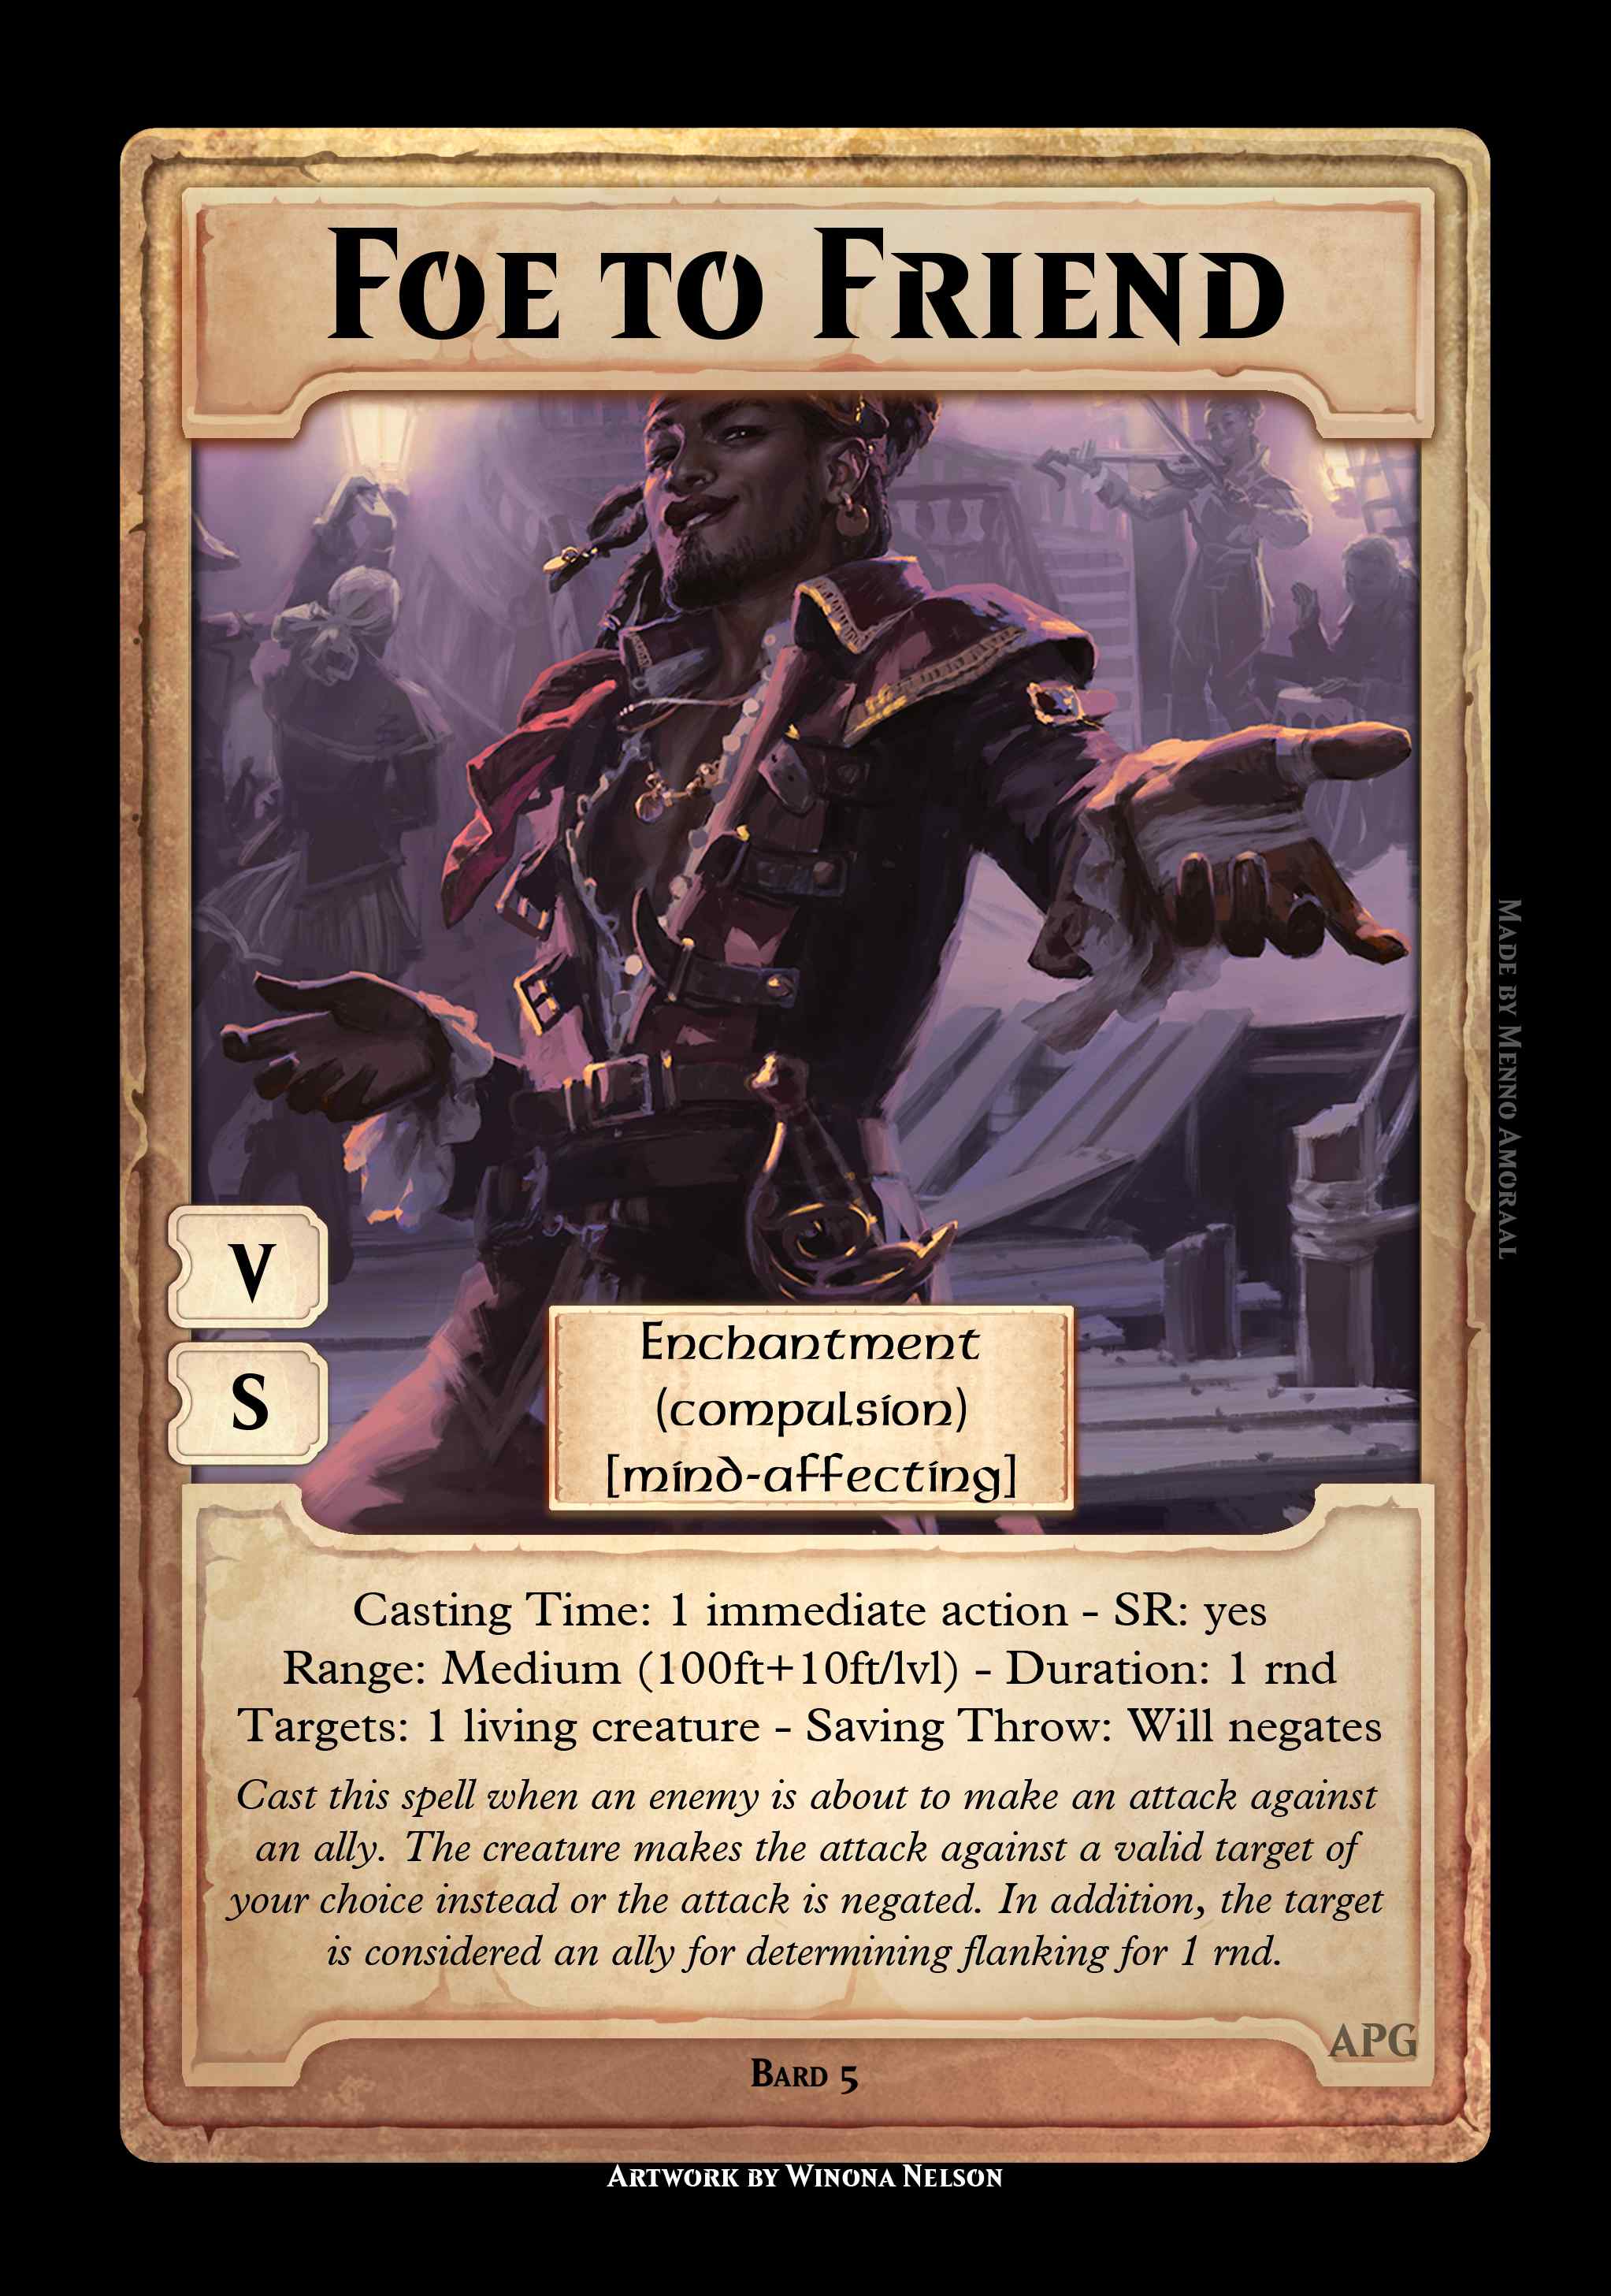 Foe to Friend
V
S
Enchantment
(compulsion)
[mind-affecting]
Casting Time: 1 immediate action - SR: yes
Range: Medium (100ft+10ft/lvl) - Duration: 1 rnd
Targets: 1 living creature - Saving Throw: Will negates
Cast this spell when an enemy is about to make an attack against
an ally. The creature makes the attack against a valid target of
your choice instead or the attack is negated. In addition, the target
is considered an ally for determining flanking for 1 rnd.
APG
Bard 5
Artwork by Winona Nelson
Made by Menno Amoraal